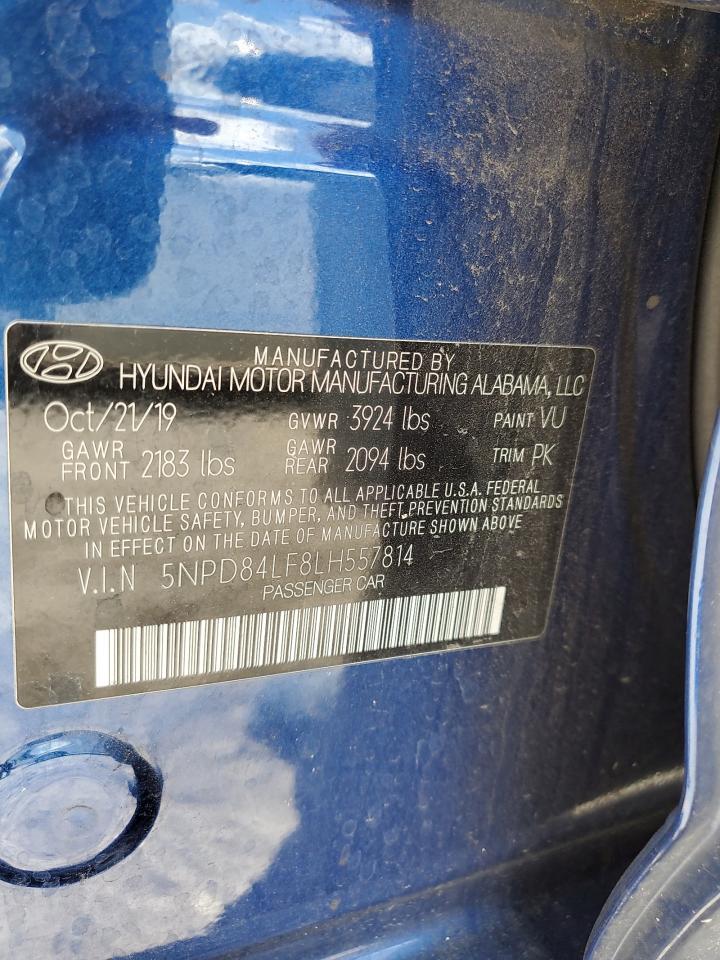 MANUFACTURED BY
HYUNDAI MOTOR MANUFACTURING ALABAMA, LLC
Oct/21/19 GVWR 3924 lbs PAINT VU
GAWR FRONT 2183 lbs GAWR REAR 2094 lbs TRIM PK
THIS VEHICLE CONFORMS TO ALL APPLICABLE U.S.A. FEDERAL
MOTOR VEHICLE SAFETY, BUMPER, AND THEFT PREVENTION STANDARDS
IN EFFECT ON THE DATE OF MANUFACTURE SHOWN ABOVE
V.I.N 5NPD84LF8LH557814
PASSENGER CAR